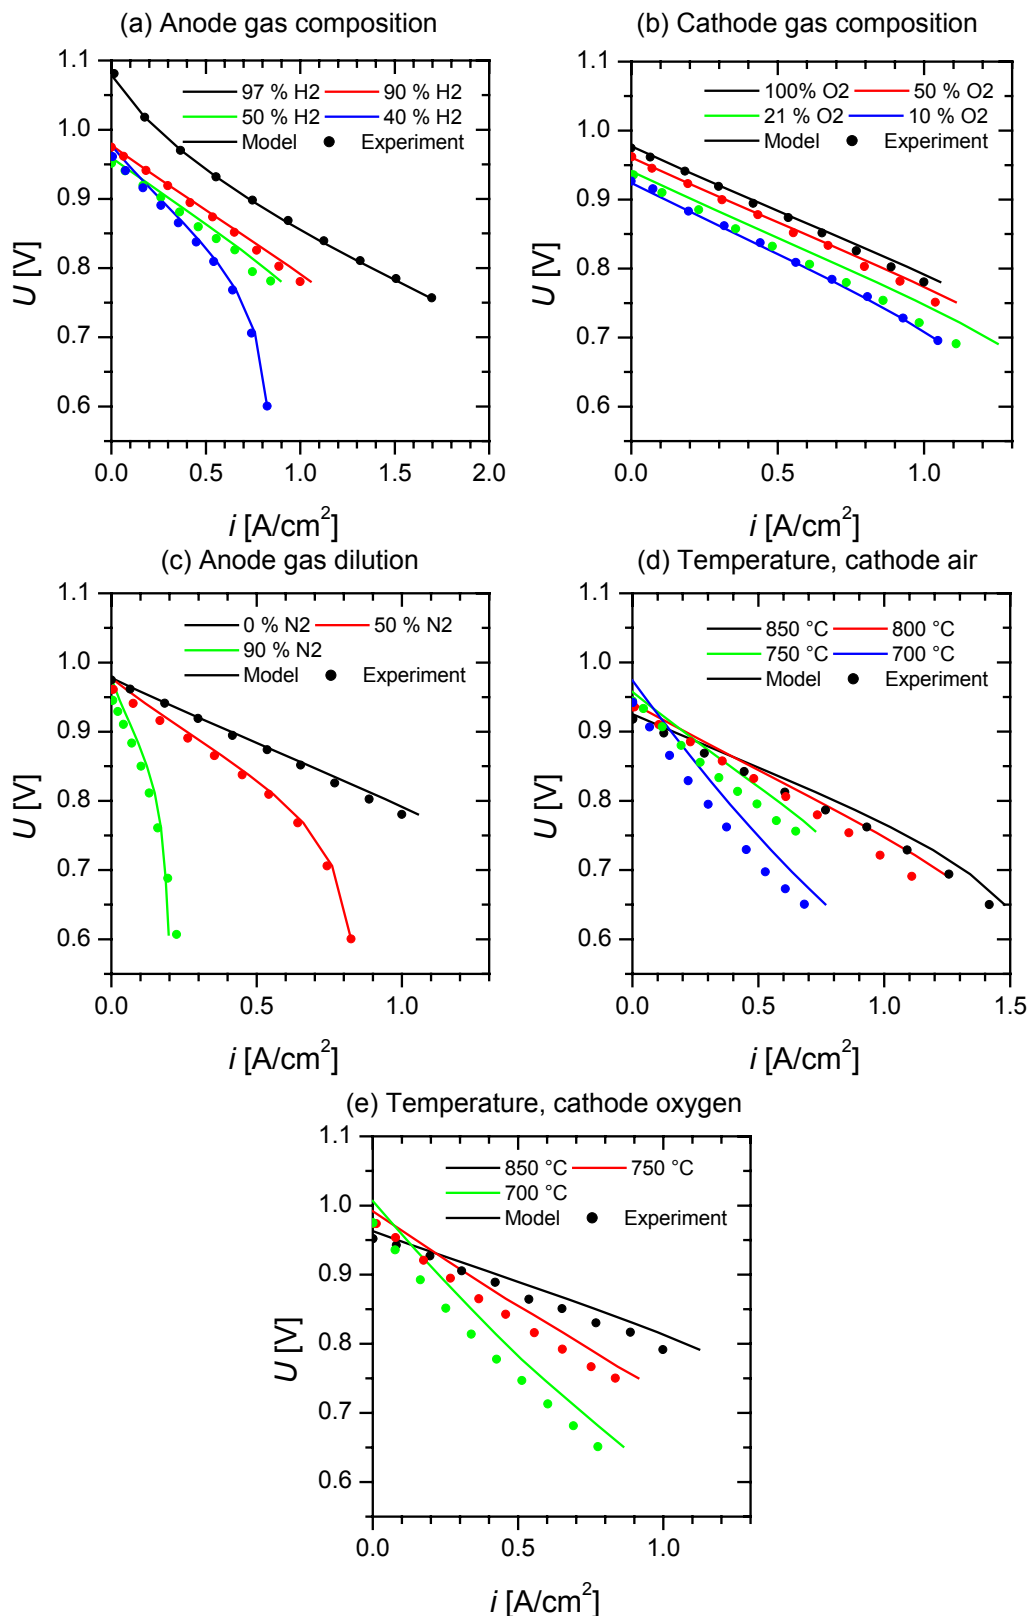 (a) Anode gas composition
97 % H2 90 % H2
50 % H2 40 % H2
Model Experiment
1.1
1.0
0.9
0.8
0.7
0.6
U [V]
0.0 0.5 1.0 1.5 2.0
i [A/cm²]
(b) Cathode gas composition
100% O2 50 % O2
21 % O2 10 % O2
Model Experiment
1.1
1.0
0.9
0.8
0.7
0.6
U [V]
0.0 0.5 1.0
i [A/cm²]
(c) Anode gas dilution
0 % N2 50 % N2
90 % N2
Model Experiment
1.1
1.0
0.9
0.8
0.7
0.6
U [V]
0.0 0.5 1.0
i [A/cm²]
(d) Temperature, cathode air
850 °C 800 °C
750 °C 700 °C
Model Experiment
1.1
1.0
0.9
0.8
0.7
0.6
U [V]
0.0 0.5 1.0 1.5
i [A/cm²]
(e) Temperature, cathode oxygen
850 °C 750 °C
700 °C
Model Experiment
1.1
1.0
0.9
0.8
0.7
0.6
U [V]
0.0 0.5 1.0
i [A/cm²]